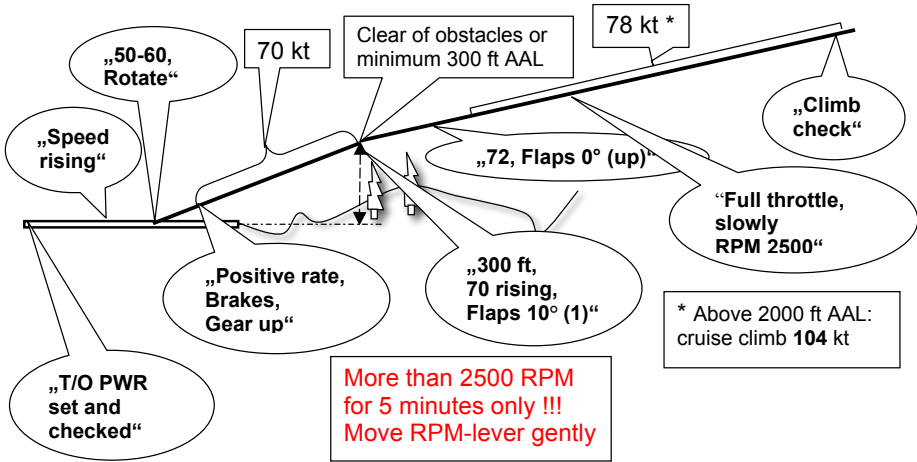 „50-60,
Rotate“
70 kt
Clear of obstacles or
minimum 300 ft AAL
78 kt *
„Speed
rising“
„Climb
check“
„72, Flaps 0° (up)“
“Full throttle,
slowly
RPM 2500“
„Positive rate,
Brakes,
Gear up“
„300 ft,
70 rising,
Flaps 10° (1)“
* Above 2000 ft AAL:
cruise climb 104 kt
„T/O PWR
set and
checked“
More than 2500 RPM
for 5 minutes only !!!
Move RPM-lever gently